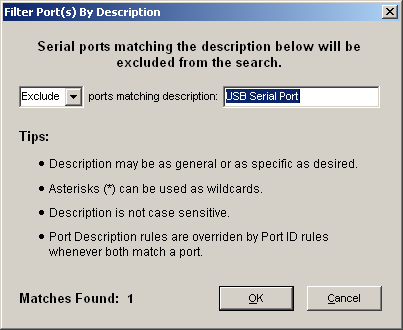 Filter Port(s) By Description
Serial ports matching the description below will be
excluded from the search.
Exclude ports matching description: USB Serial Port
Tips:
● Description may be as general or as specific as desired.
● Asterisks (*) can be used as wildcards.
● Description is not case sensitive.
● Port Description rules are overriden by Port ID rules
whenever both match a port.
Matches Found: 1 OK Cancel